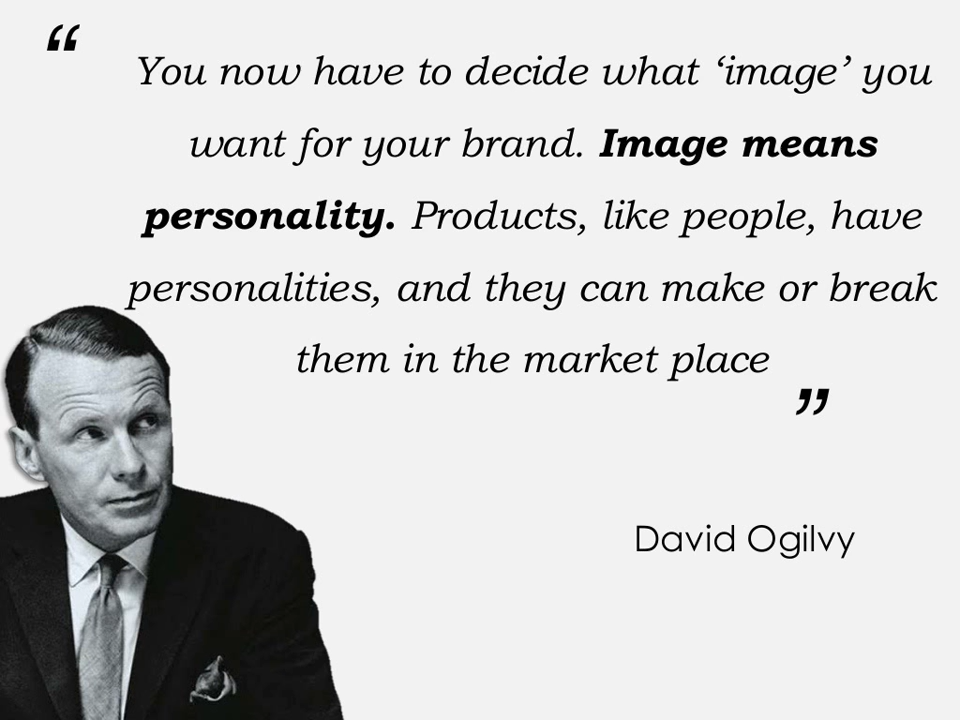 “
You now have to decide what ‘image’ you
want for your brand. Image means
personality. Products, like people, have
personalities, and they can make or break
them in the market place
”
David Ogilvy